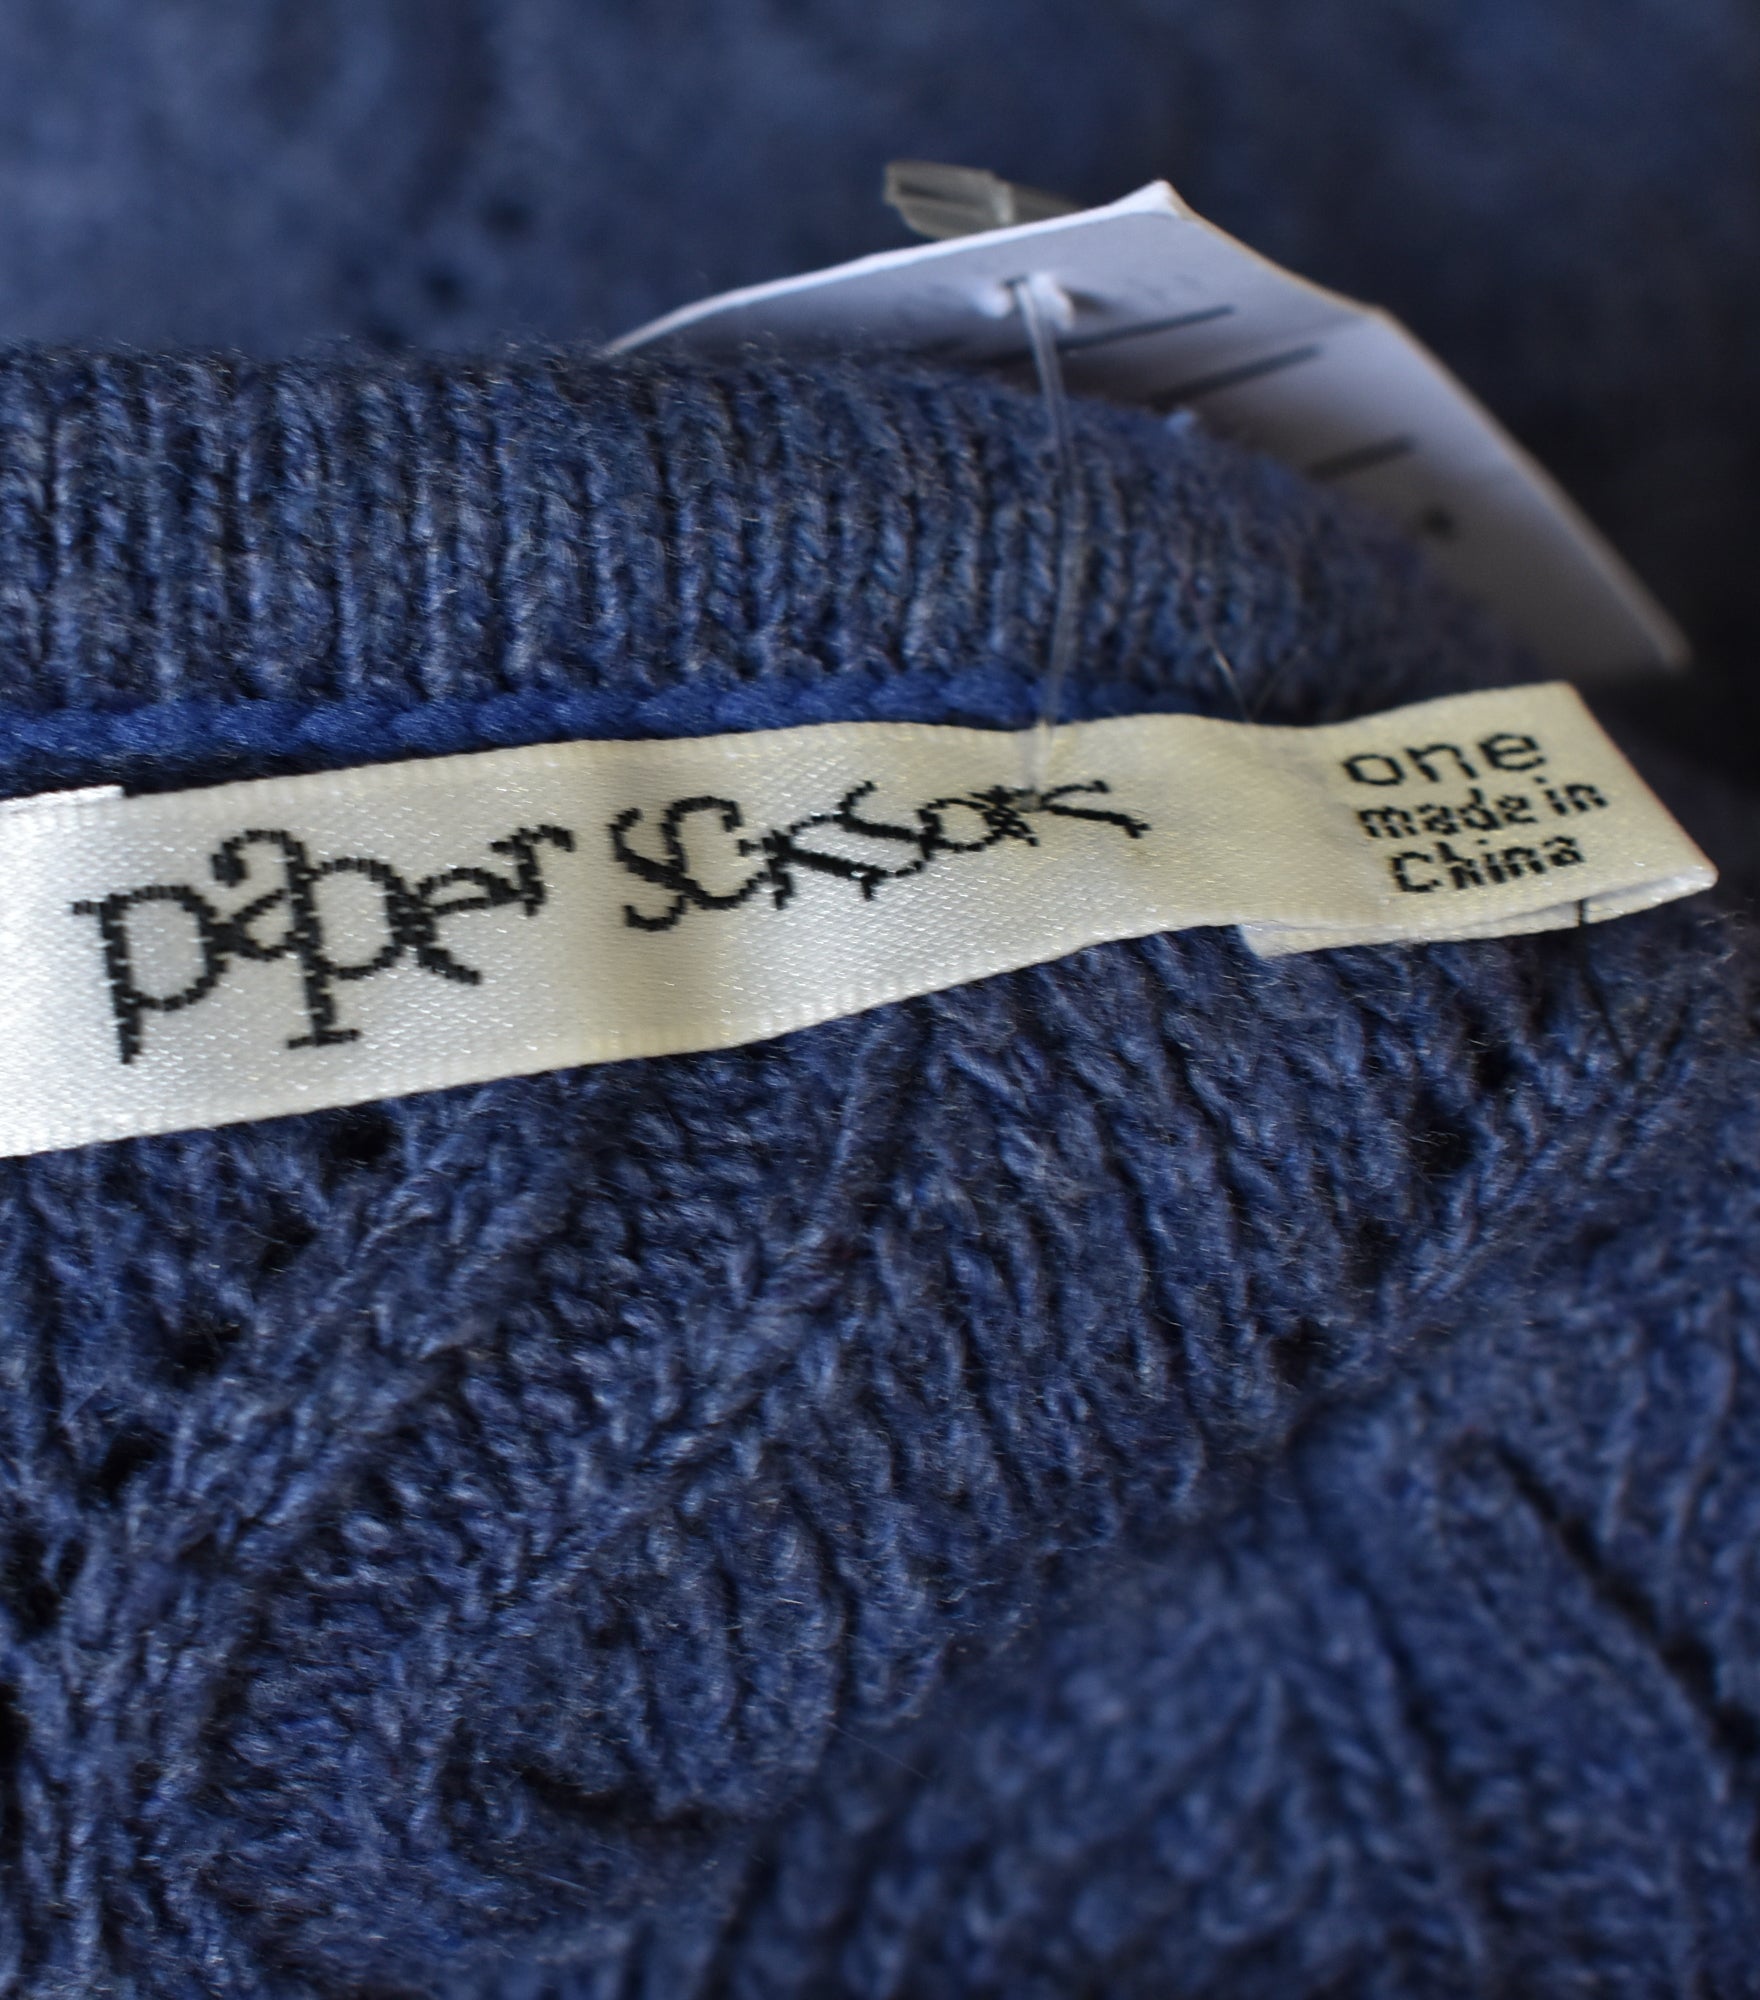 paper scissors
one
made in
China